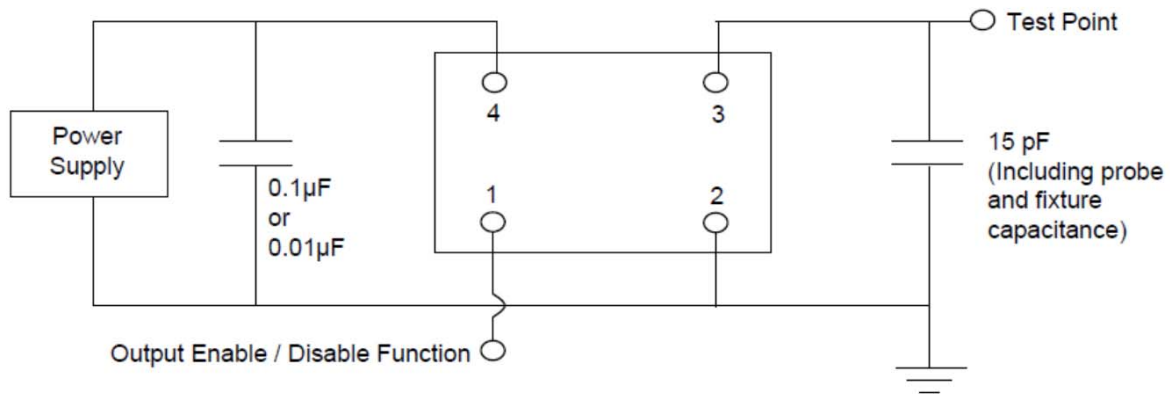 Test Point
4
3
Power
Supply
15 pF
(Including probe
and fixture
capacitance)
0.1µF
or
0.01µF
1
2
Output Enable / Disable Function